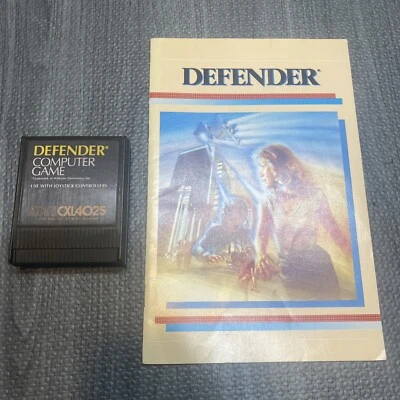 DEFENDER*
COMPUTER
GAME
USE WITH JOYSTICK CONTROLLERS
CXL4025
DEFENDER*